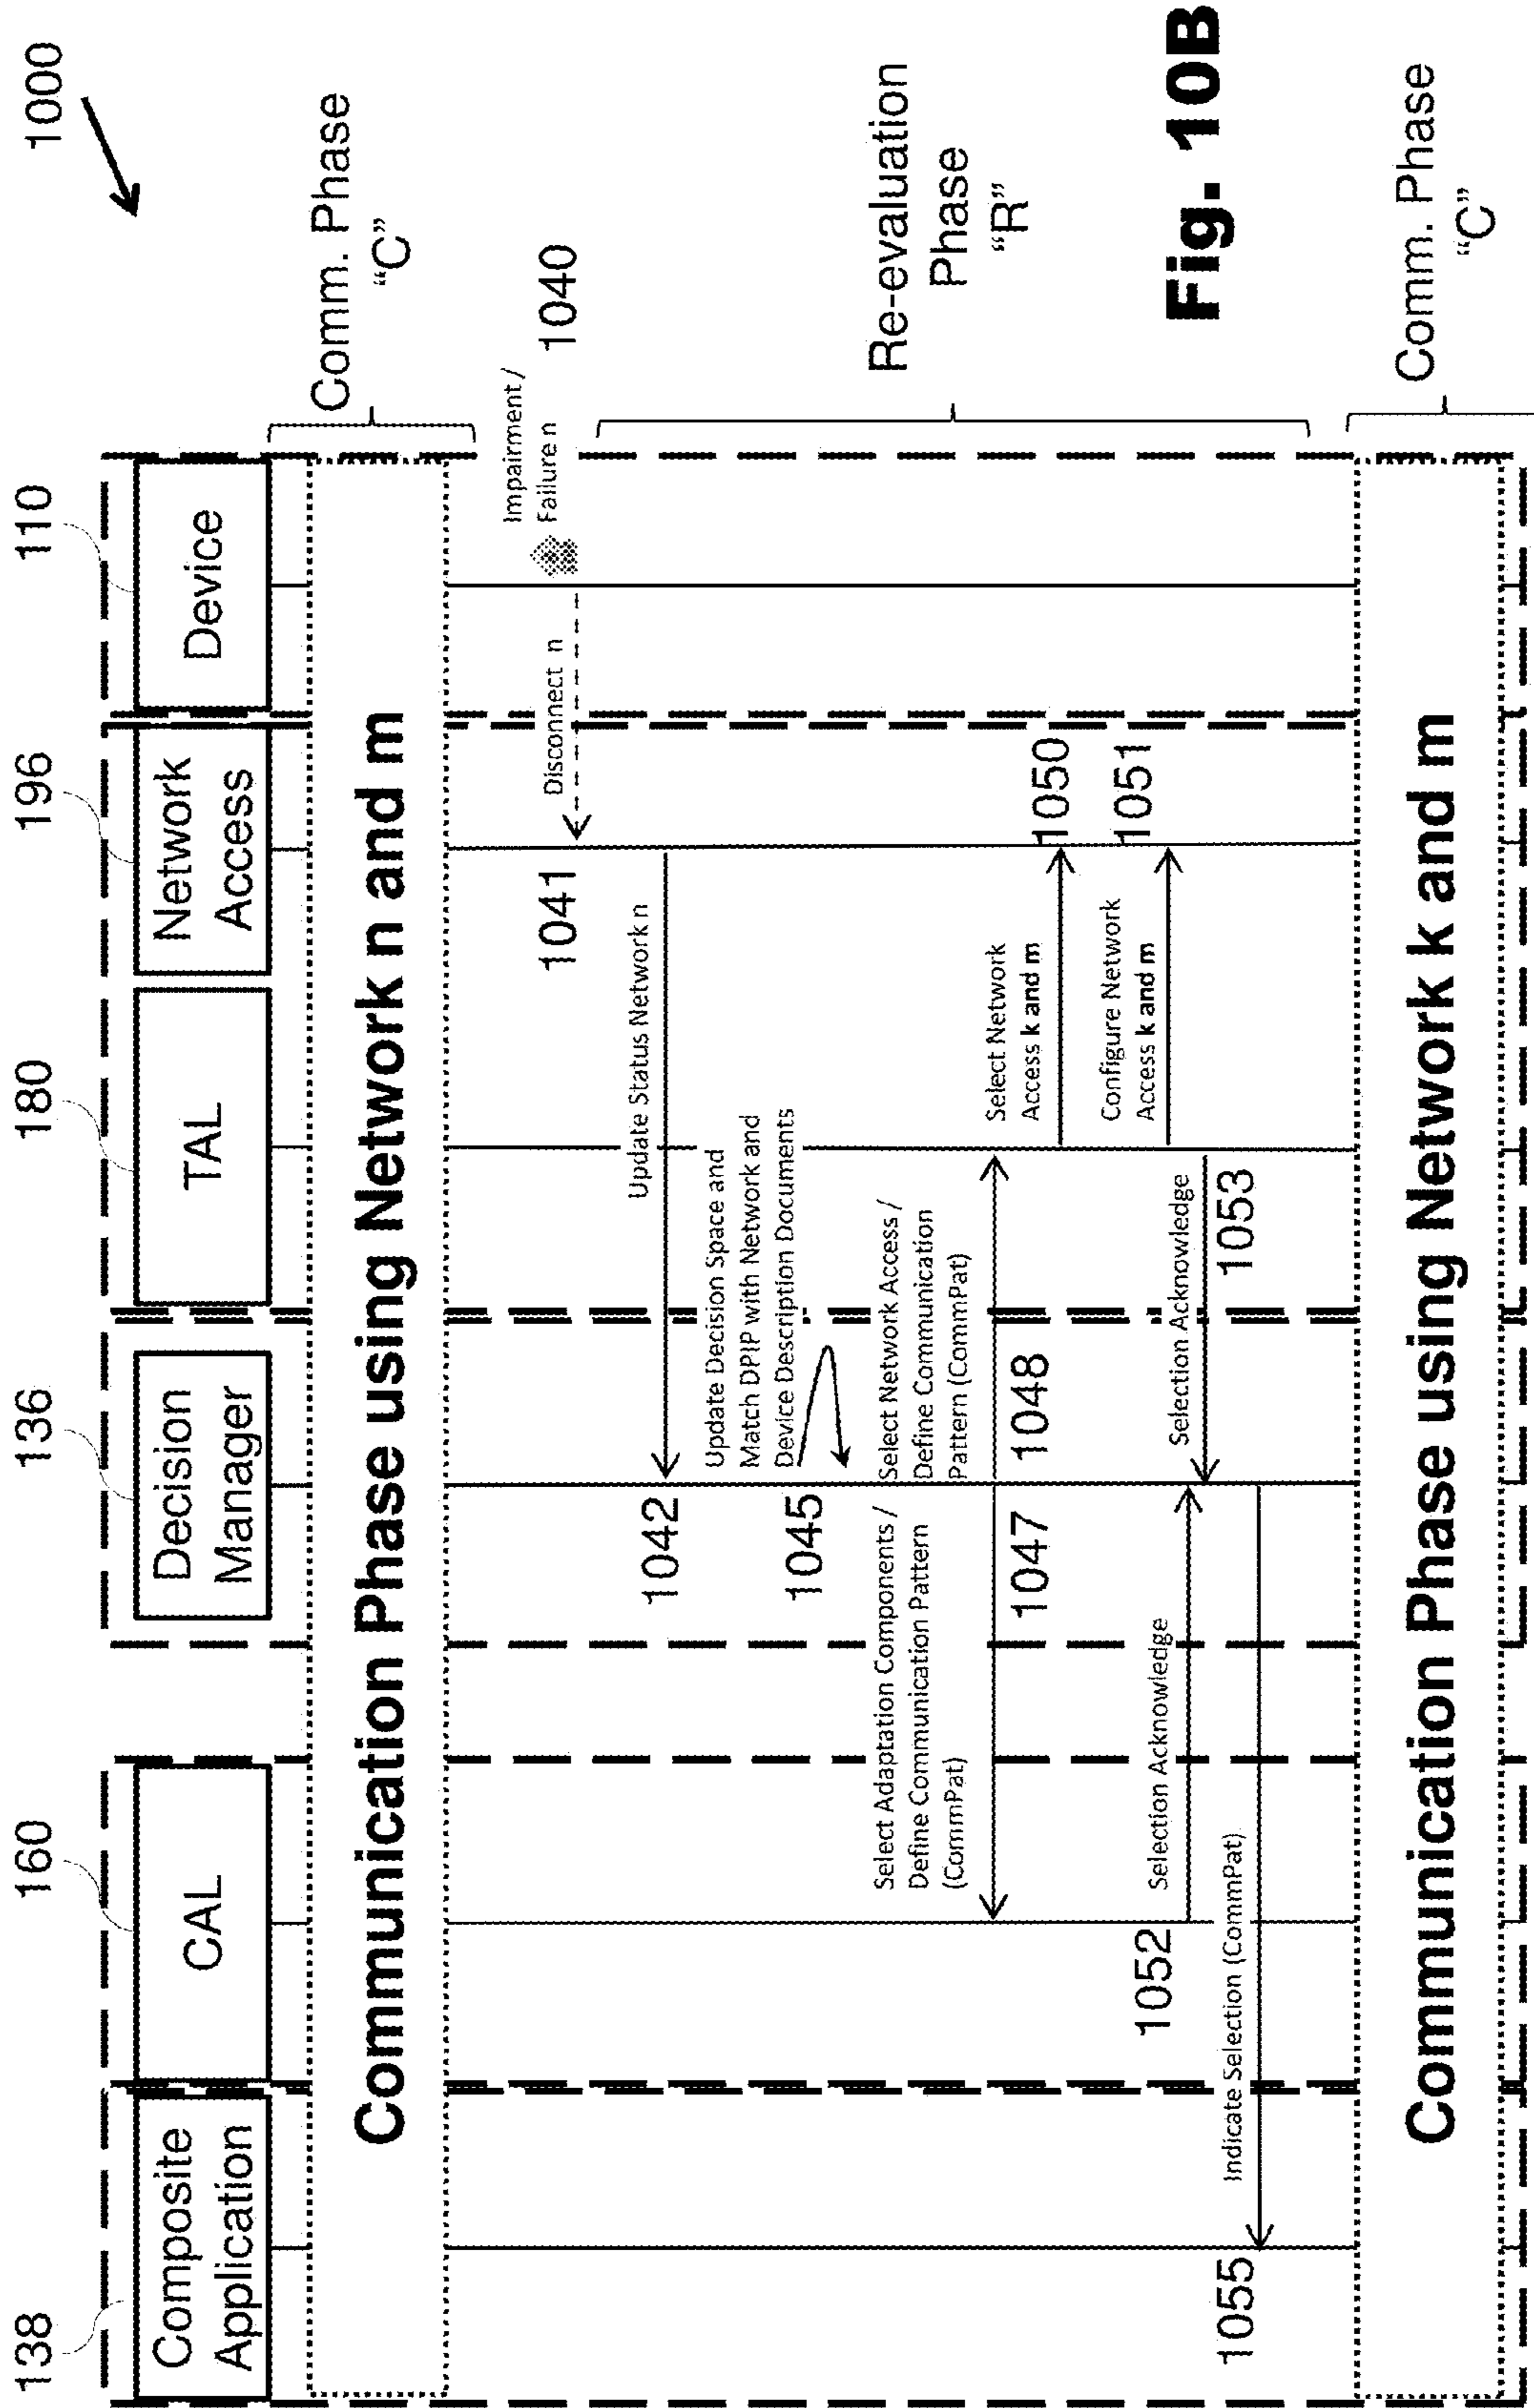 1000
138
160
136
180
196
110
Composite
Application
CAL
Decision
Manager
TAL
Network
Access
Device
Comm. Phase
“C”
Communication Phase using Network n and m
Impairment /
Failure n
1040
Disconnect n
1041
Update Status Network n
1042
Update Decision Space and
Match DPIP with Network and
Device Description Documents
1045
Re-evaluation
Phase
“R”
Select Adaptation Components /
Define Communication Pattern
(CommPat)
1047
Select Network Access /
Define Communication
Pattern (CommPat)
1048
Select Network
Access k and m
1050
Configure Network
Access k and m
1051
Selection Acknowledge
1052
Selection Acknowledge
1053
Indicate Selection (CommPat)
1055
Fig. 10B
Communication Phase using Network k and m
Comm. Phase
“C”